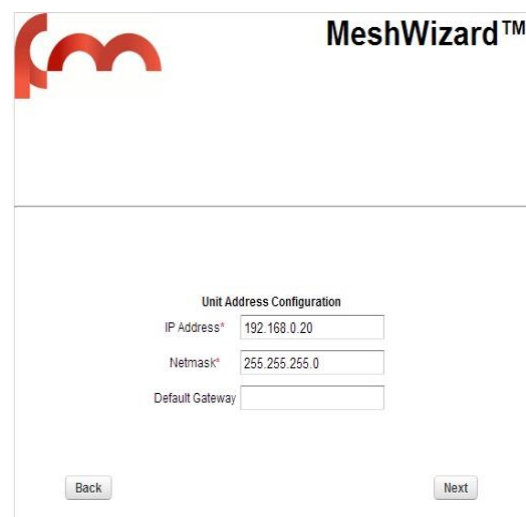 MeshWizard™
Unit Address Configuration
IP Address* 192.168.0.20
Netmask* 255.255.255.0
Default Gateway
Back Next